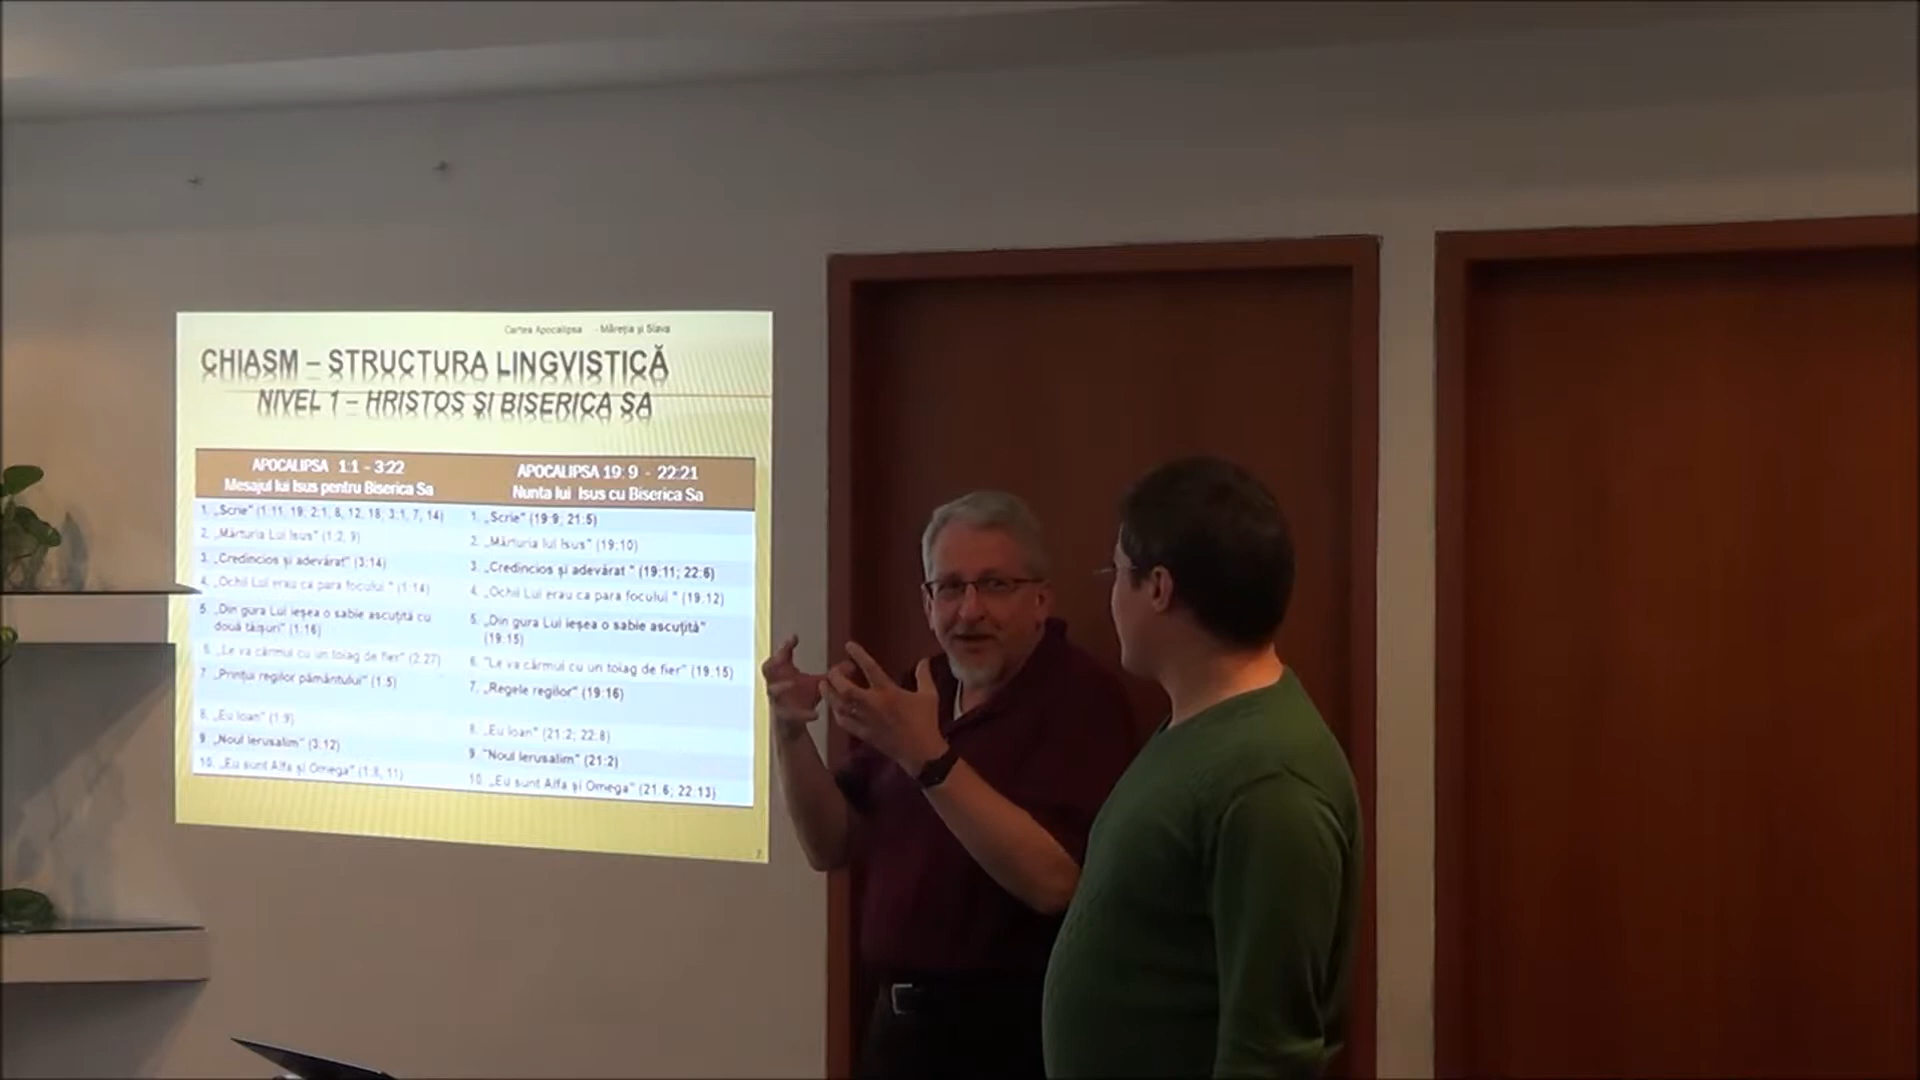 Cartea Apocalipsa - Măreția și Slava
CHIASM – STRUCTURA LINGVISTICĂ
NIVEL 1 – HRISTOS ȘI BISERICA SA
APOCALIPSA 1:1 - 3:22
Mesajul lui Isus pentru Biserica Sa
APOCALIPSA 19: 9 - 22:21
Nunta lui Isus cu Biserica Sa
1. „Scrie” (1:11, 19; 2:1, 8, 12, 18; 3:1, 7, 14)
1. „Scrie” (19:9; 21:5)
2. „Mărturia Lui Isus” (1:2, 9)
2. „Mărturia lui Isus” (19:10)
3. „Credincios și adevărat” (3:14)
3. „Credincios și adevărat ” (19:11; 22:6)
4. „Ochii Lui erau ca para focului ” (1:14)
4. „Ochii Lui erau ca para focului ” (19:12)
5. „Din gura Lui ieșea o sabie ascuțită cu
două tăișuri” (1:16)
5. „Din gura Lui ieșea o sabie ascuțită”
(19:15)
6. „Le va cârmui cu un toiag de fier” (2:27)
6. "Le va cârmui cu un toiag de fier” (19:15)
7. „Prințul regilor pământului” (1:5)
7. „Regele regilor” (19:16)
8. „Eu Ioan” (1:9)
8. „Eu Ioan” (21:2; 22:8)
9. „Noul Ierusalim” (3:12)
9. "Noul Ierusalim” (21:2)
10. „Eu sunt Alfa și Omega” (1:8, 11)
10. „Eu sunt Alfa și Omega” (21:6; 22:13)